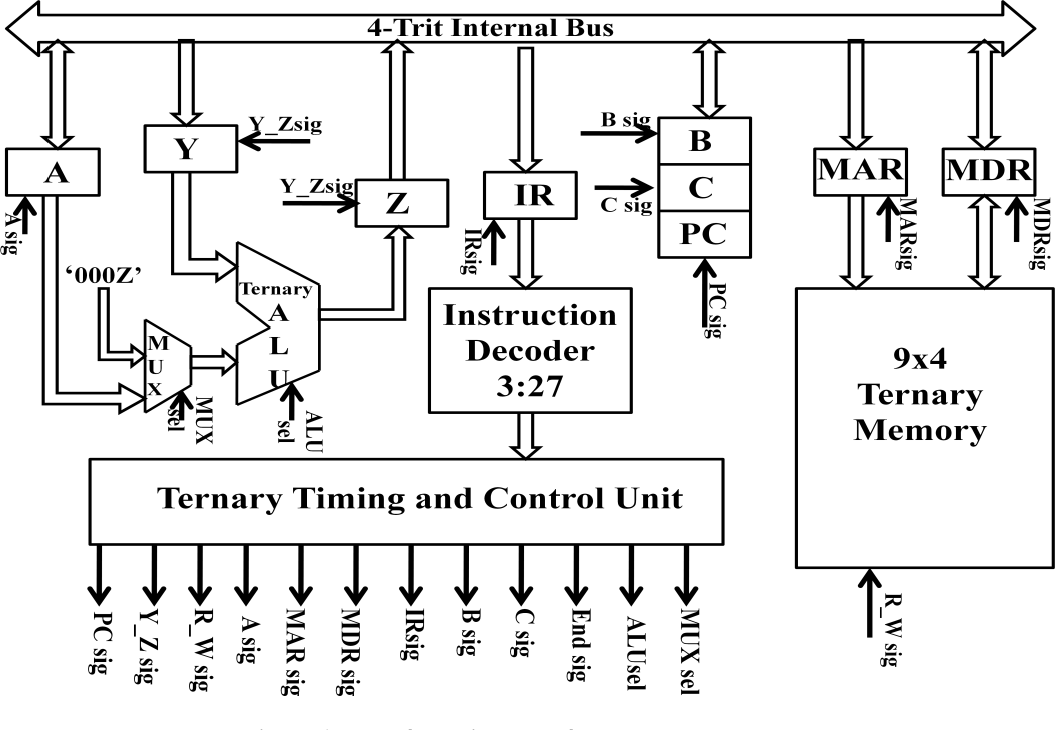 4-Trit Internal Bus
Y_Zsig
B sig
Y
B
A
MAR
MDR
Y_Zsig
Z
IR
C
C sig
PC
A sig
IRsig
MARsig
MDRsig
‘000Z’
Ternary
A
L
U
PC sig
M
U
X
MUX
sel
ALU
sel
Instruction
Decoder
3:27
9x4
Ternary
Memory
Ternary Timing and Control Unit
PC sig
Y_Z sig
R_W sig
A sig
MAR sig
MDR sig
IRsig
B sig
C sig
End sig
ALUsel
MUX sel
R_W sig